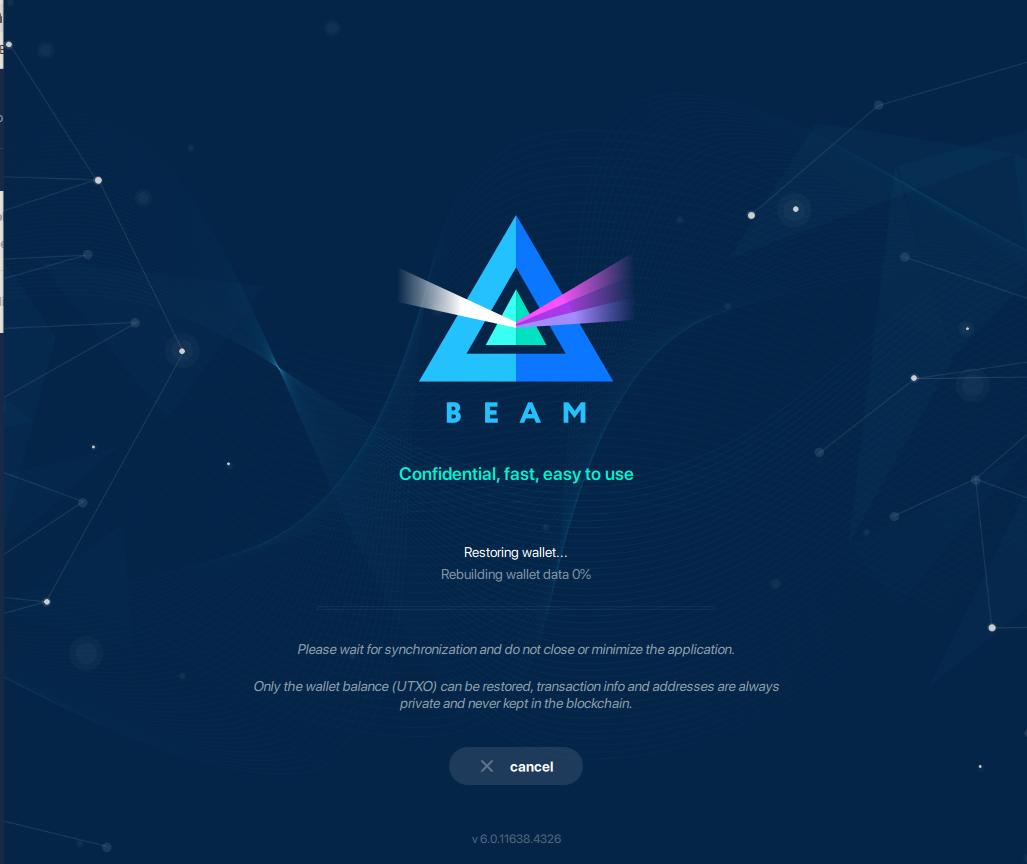 BEAM
Confidential, fast, easy to use
Restoring wallet...
Rebuilding wallet data 0%
Please wait for synchronization and do not close or minimize the application.
Only the wallet balance (UTXO) can be restored, transaction info and addresses are always
private and never kept in the blockchain.
cancel
v 6.0.11638.4326